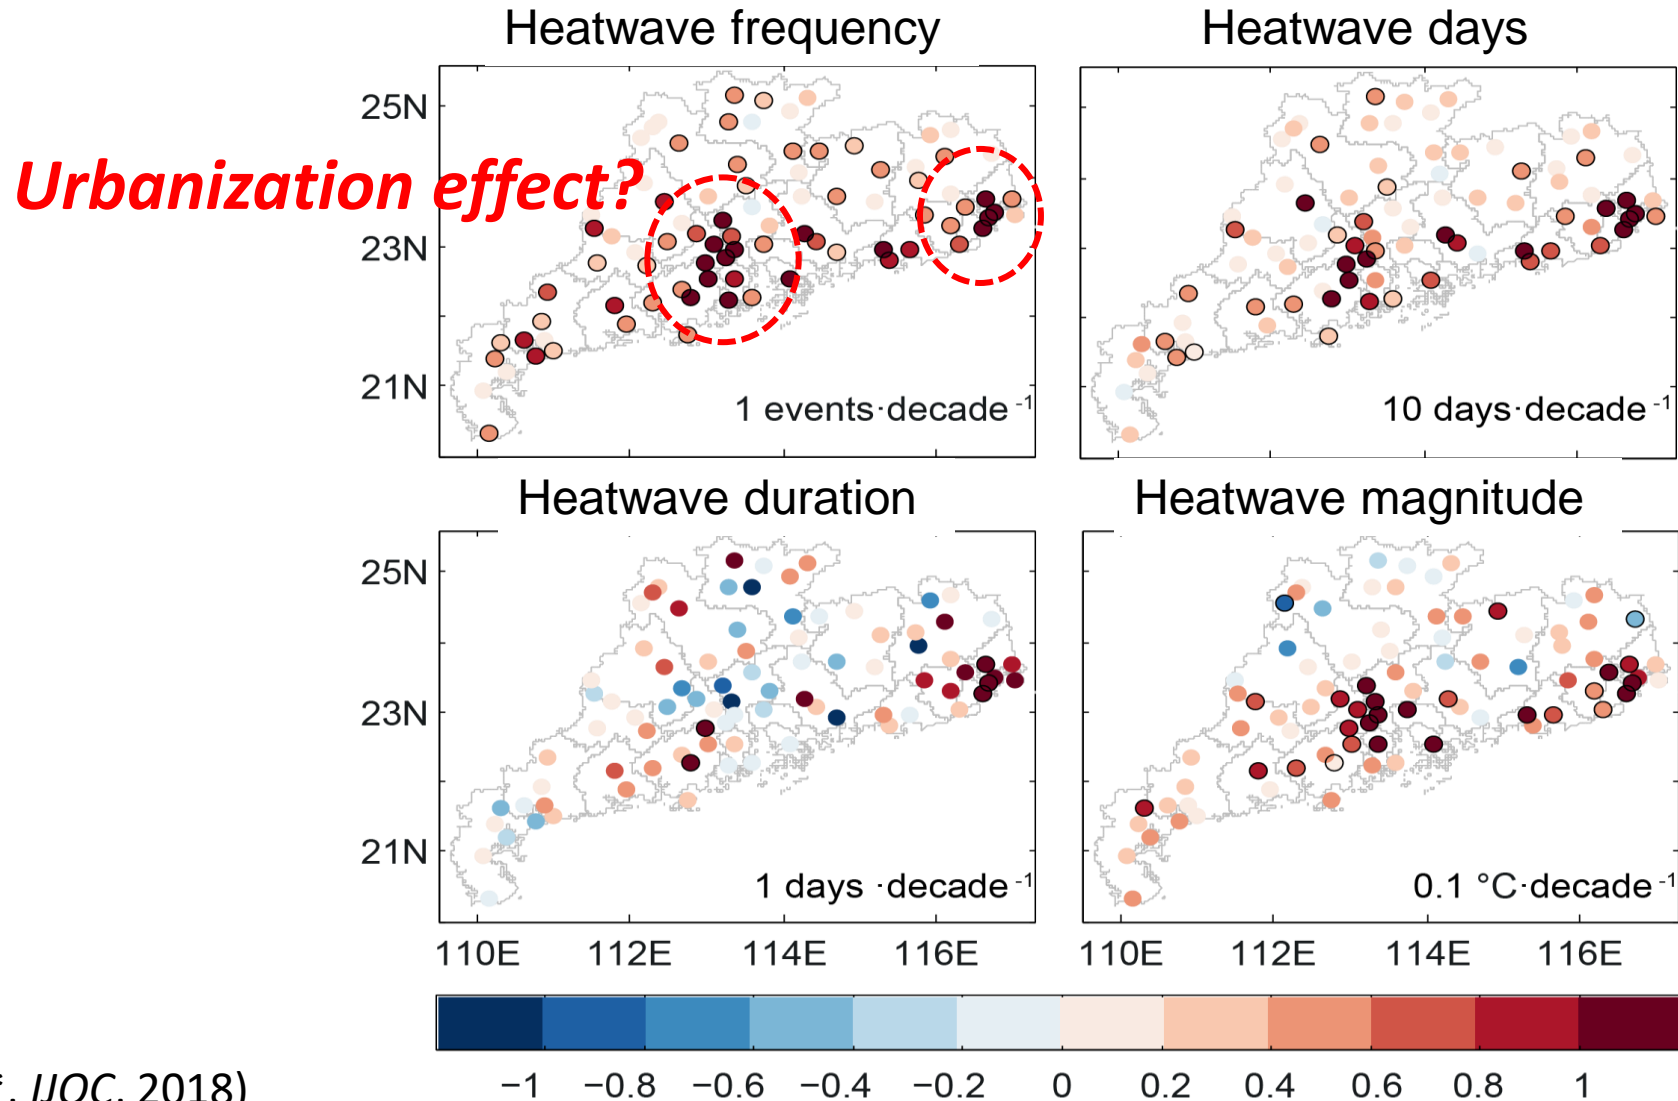 Heatwave frequency
Heatwave days
Urbanization effect?
25N
23N
21N
1 events·decade⁻¹
10 days·decade⁻¹
Heatwave duration
Heatwave magnitude
25N
23N
21N
1 days ·decade⁻¹
0.1 °C·decade⁻¹
110E 112E 114E 116E
110E 112E 114E 116E
−1 −0.8 −0.6 −0.4 −0.2 0 0.2 0.4 0.6 0.8 1
*, IJOC, 2018)